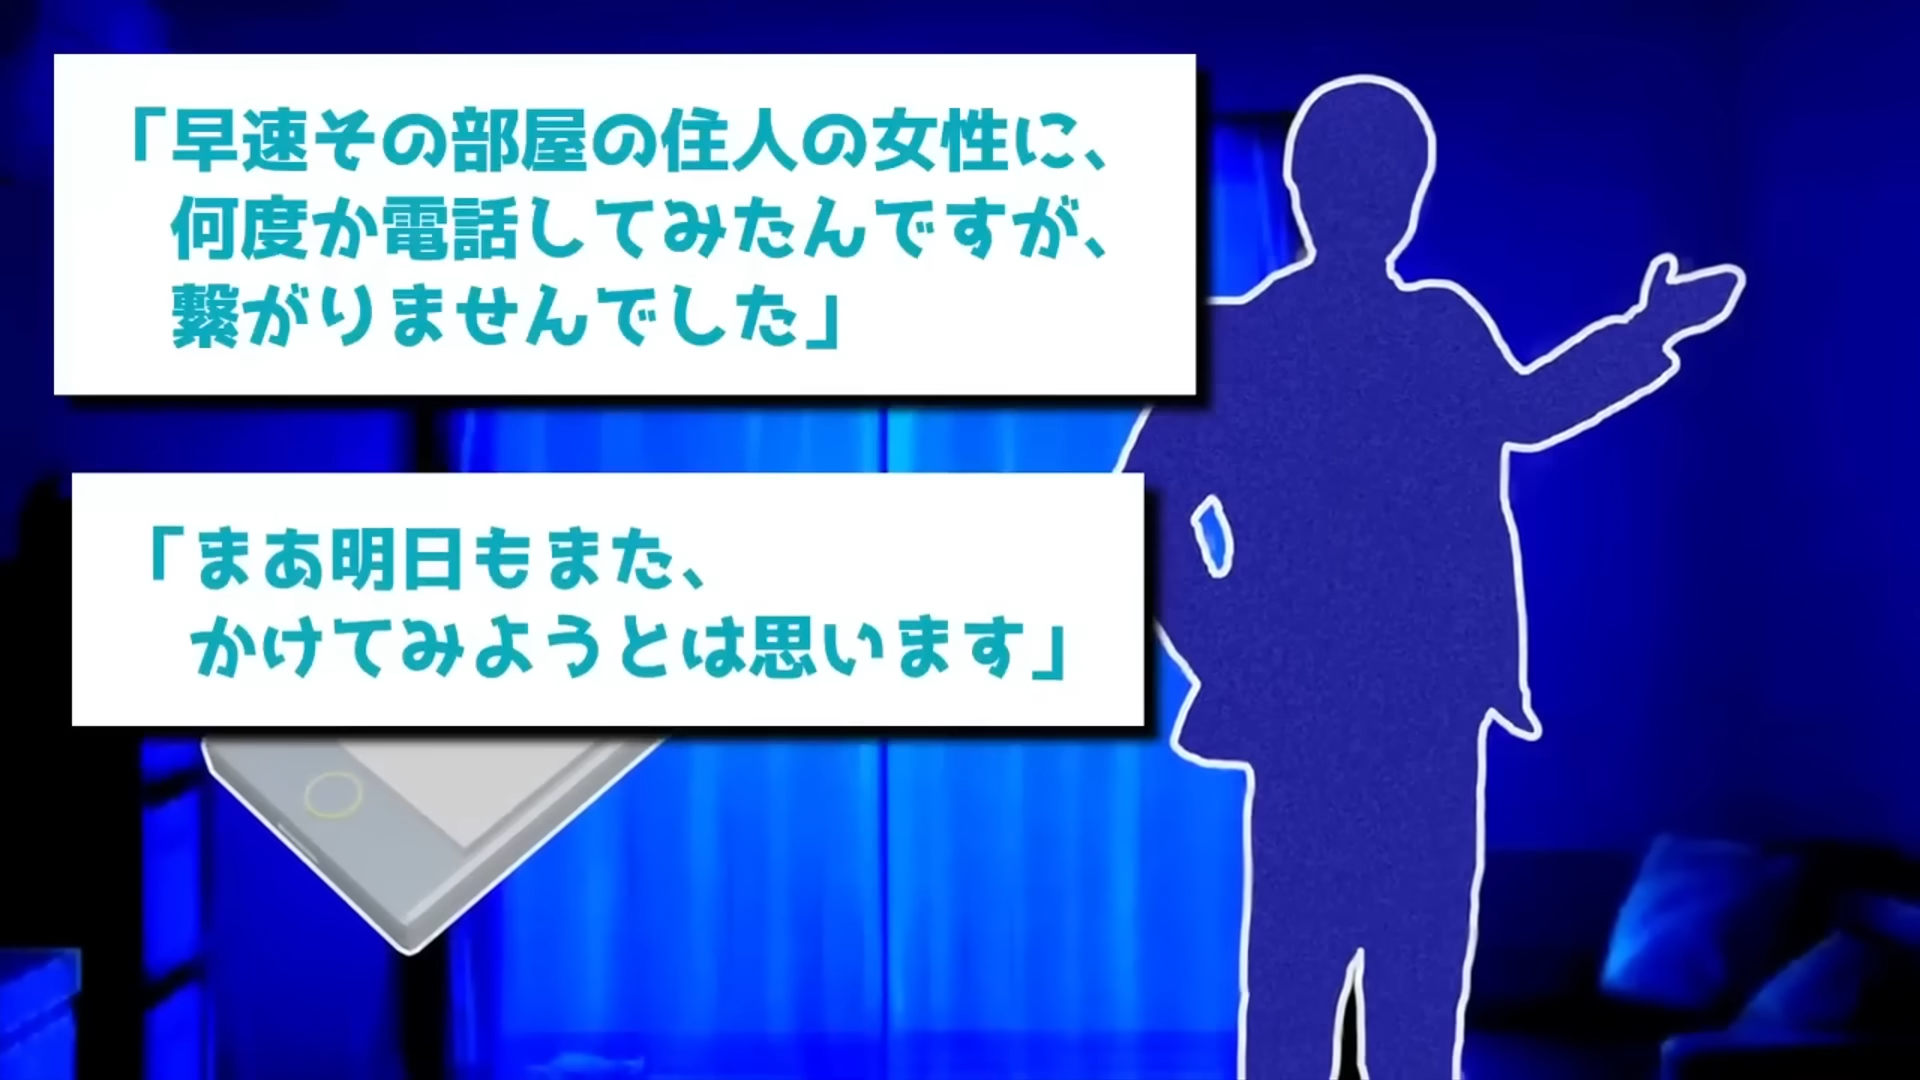 「早速その部屋の住人の女性に、
何度か電話してみたんですが、
繋がりませんでした」
「まあ明日もまた、
かけてみようとは思います」